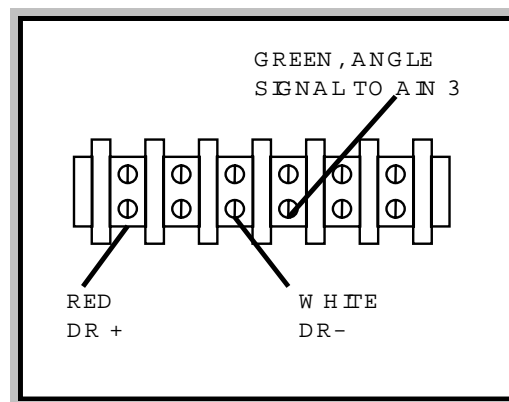 GREEN, ANGLE
SIGNAL TO AIN 3
RED
DR +
WHITE
DR-